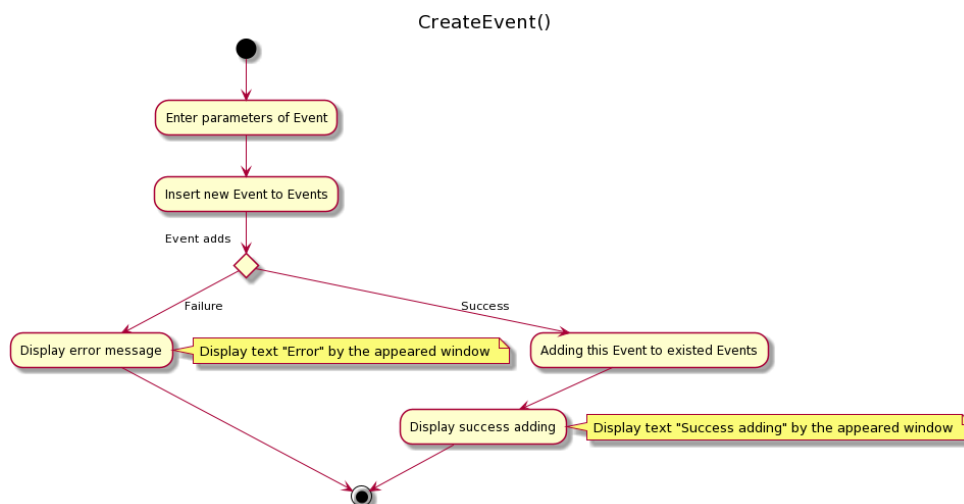 CreateEvent()
Enter parameters of Event
Insert new Event to Events
Event adds
Failure
Success
Display error message
Display text "Error" by the appeared window
Adding this Event to existed Events
Display success adding
Display text "Success adding" by the appeared window